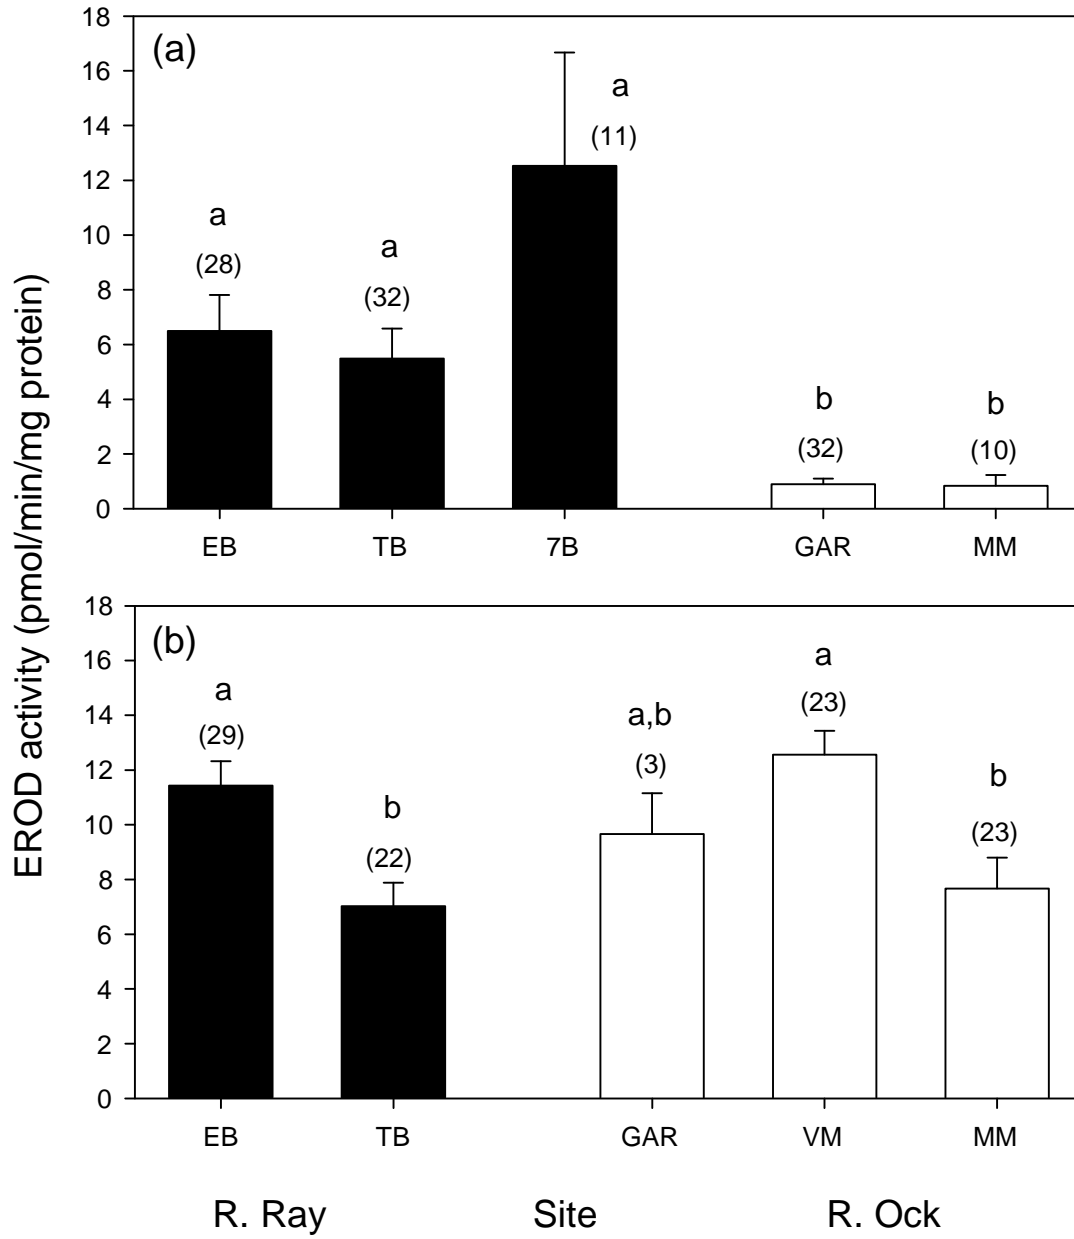 EROD activity (pmol/min/mg protein)
(a)
18
16
14
12
10
8
6
4
2
0
a
(28)
a
(32)
a
(11)
b
(32)
b
(10)
EB TB 7B GAR MM
(b)
18
16
14
12
10
8
6
4
2
0
a
(29)
b
(22)
a,b
(3)
a
(23)
b
(23)
EB TB GAR VM MM
R. Ray Site R. Ock